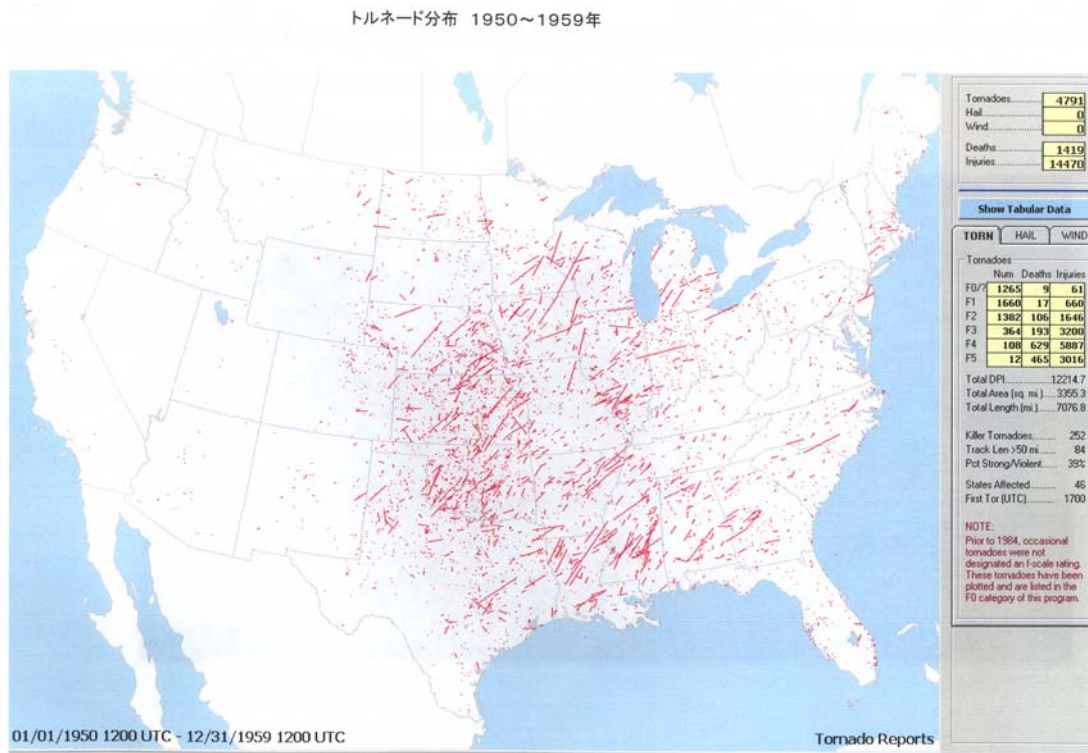 トルネード分布 1950～1959年
Tornadoes 4791
Hail 0
Wind 0
Deaths 1419
Injuries 14470
Show Tabular Data
TORN HAIL WIND
Tornadoes
Num Deaths Injuries
F0/? 1265 9 61
F1 1660 17 660
F2 1382 106 1646
F3 364 193 3200
F4 108 629 5887
F5 12 465 3016
Total DPI 12214.7
Total Area (sq. mi.) 3355.3
Total Length (mi.) 7076.8
Killer Tornadoes 252
Track Len >50 mi 84
Pct Strong/Violent 39%
States Affected 46
First Tor (UTC) 1700
NOTE:
Prior to 1984, occasional
tornadoes were not
designated an f-scale rating.
These tornadoes have been
plotted and are listed in the
F0 category of this program.
01/01/1950 1200 UTC - 12/31/1959 1200 UTC
Tornado Reports